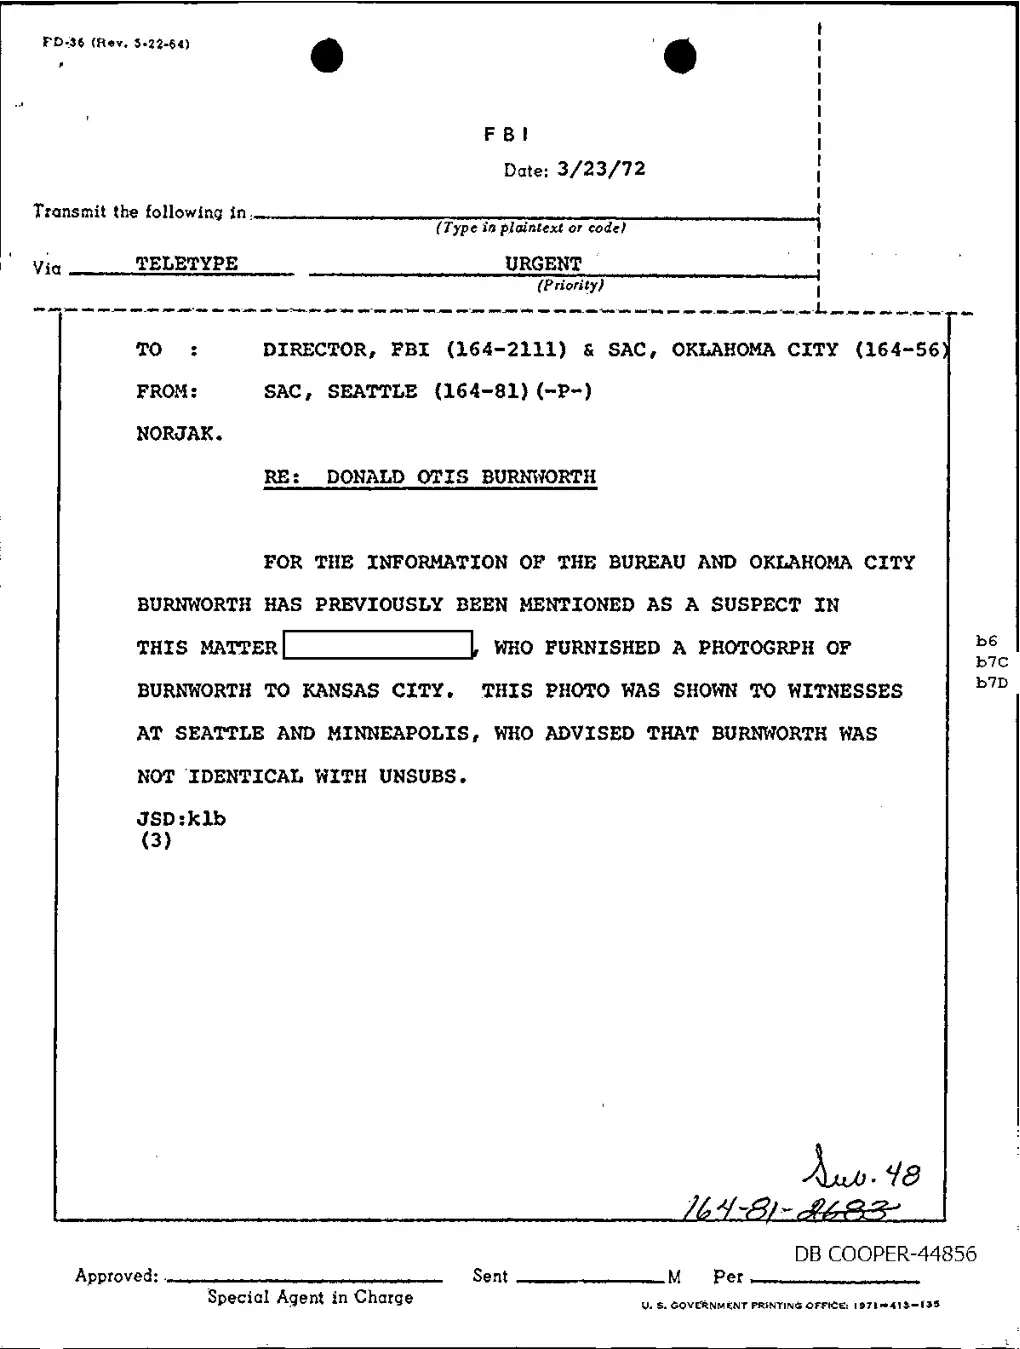 FD-36 (Rev. 5-22-64)
F B I
Date: 3/23/72
Transmit the following in
(Type in plaintext or code)
Via TELETYPE URGENT
(Priority)
TO : DIRECTOR, FBI (164-2111) & SAC, OKLAHOMA CITY (164-56)
FROM: SAC, SEATTLE (164-81)(-P-)
NORJAK.
RE: DONALD OTIS BURNWORTH
FOR THE INFORMATION OF THE BUREAU AND OKLAHOMA CITY
BURNWORTH HAS PREVIOUSLY BEEN MENTIONED AS A SUSPECT IN
THIS MATTER , WHO FURNISHED A PHOTOGRPH OF
b6
b7C
b7D
BURNWORTH TO KANSAS CITY. THIS PHOTO WAS SHOWN TO WITNESSES
AT SEATTLE AND MINNEAPOLIS, WHO ADVISED THAT BURNWORTH WAS
NOT IDENTICAL WITH UNSUBS.
JSD:klb
(3)
Sub. 48
164-81-2683
DB COOPER-44856
Approved: Sent M Per
Special Agent in Charge
U. S. GOVERNMENT PRINTING OFFICE: 1971-413-135